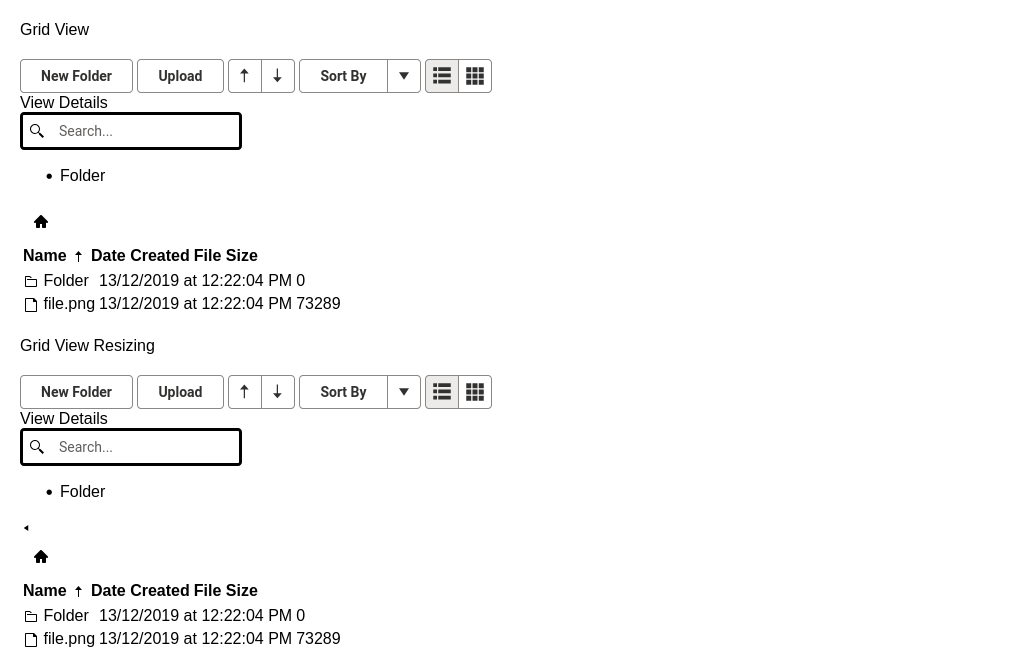 Grid View
New Folder Upload Sort By
View Details
Search...
Folder
Name Date Created File Size
Folder 13/12/2019 at 12:22:04 PM 0
file.png 13/12/2019 at 12:22:04 PM 73289
Grid View Resizing
New Folder Upload Sort By
View Details
Search...
Folder
Name Date Created File Size
Folder 13/12/2019 at 12:22:04 PM 0
file.png 13/12/2019 at 12:22:04 PM 73289